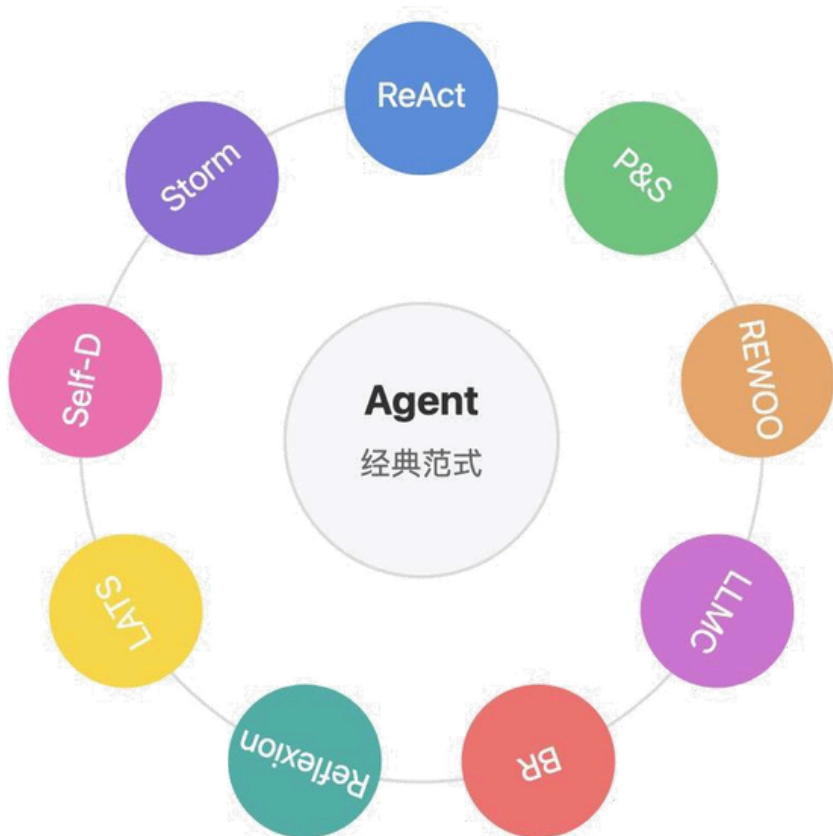 ReAct
P&S
REWOO
LLMC
BR
Reflexion
LATS
Self-D
Storm
Agent
经典范式